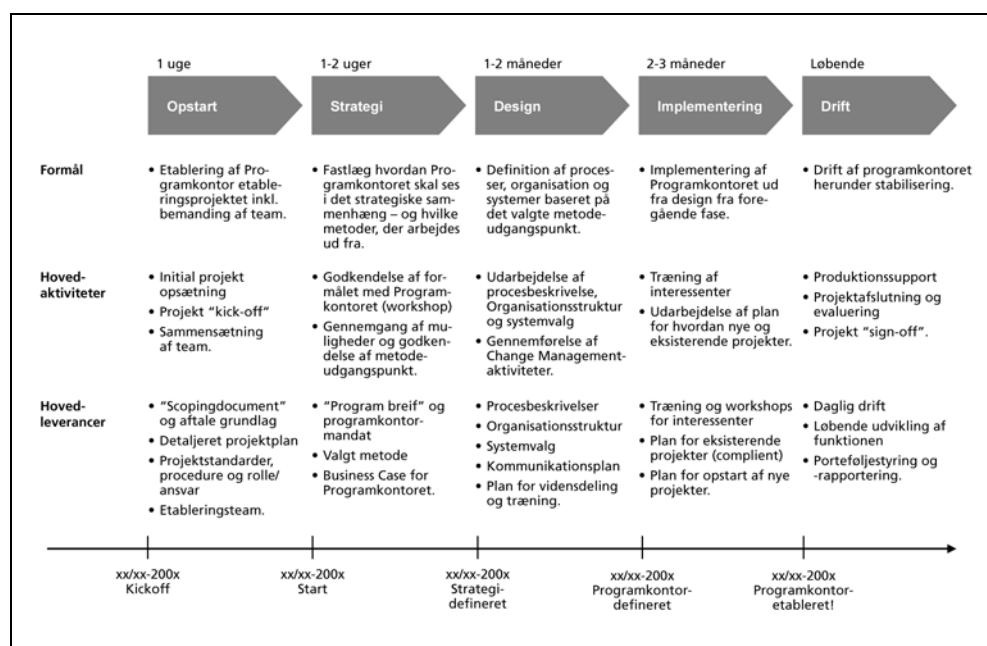 1 uge
1-2 uger
1-2 måneder
2-3 måneder
Løbende
Opstart
Strategi
Design
Implementering
Drift
Formål
• Etablering af Pro-
gramkontor etable-
ringsprojektet inkl.
bemanding af team.
• Fastlæg hvordan Pro-
gramkontoret skal ses
i det strategiske sam-
menhæng – og hvilke
metoder, der arbejdes
ud fra.
• Definition af proces-
ser, organisation og
systemer baseret på
det valgte metode-
udgangspunkt.
• Implementering af
Programkontoret ud
fra design fra fore-
gående fase.
• Drift af programkontoret
herunder stabilisering.
Hoved-
aktiviteter
• Initial projekt
opsætning
• Projekt “kick-off”
• Sammensætning
af team.
• Godkendelse af for-
målet med Program-
kontoret (workshop)
• Gennemgang af mu-
ligheder og godken-
delse af metode-
udgangspunkt.
• Udarbejdelse af
procesbeskrivelse,
Organisationsstruktur
og systemvalg
• Gennemførelse af
Change Management-
aktiviteter.
• Træning af
interessenter
• Udarbejdelse af plan
for hvordan nye og
eksisterende projekter.
• Produktionssupport
• Projektafslutning og
evaluering
• Projekt “sign-off”.
Hoved-
leverancer
• “Scopingdocument”
og aftale grundlag
• Detaljeret projektplan
• Projektstandarder,
procedure og rolle/
ansvar
• Etableringsteam.
• “Program breif” og
programkontor-
mandat
• Valgt metode
• Business Case for
Programkontoret.
• Procesbeskrivelser
• Organisationsstruktur
• Systemvalg
• Kommunikationsplan
• Plan for vidensdeling
og træning.
• Træning og workshops
for interessenter
• Plan for eksisterende
projekter (complient)
• Plan for opstart af nye
projekter.
• Daglig drift
• Løbende udvikling af
funktionen
• Porteføljestyring og
-rapportering.
xx/xx-200x
Kickoff
xx/xx-200x
Start
xx/xx-200x
Strategi-
defineret
xx/xx-200x
Programkontor-
defineret
xx/xx-200x
Programkontor-
etableret!